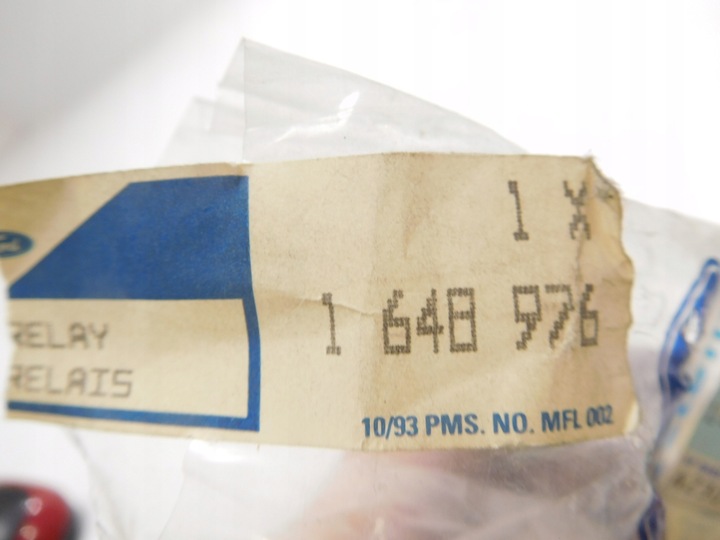 1 X
1 648 976
RELAY
RELAIS
10/93 PMS. NO. MFL 002